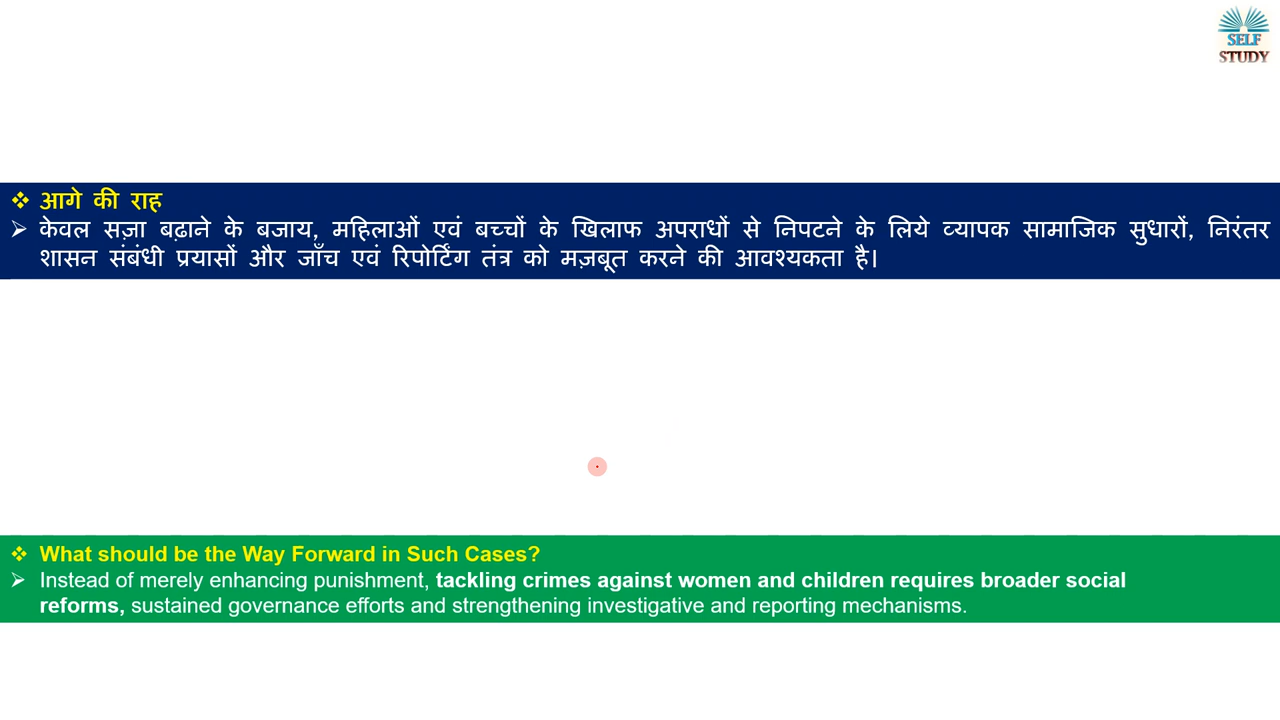 SELF
STUDY
❖ आगे की राह
➢ केवल सज़ा बढ़ाने के बजाय, महिलाओं एवं बच्चों के खिलाफ अपराधों से निपटने के लिये व्यापक सामाजिक सुधारों, निरंतर
शासन संबंधी प्रयासों और जाँच एवं रिपोर्टिंग तंत्र को मज़बूत करने की आवश्यकता है।
❖ What should be the Way Forward in Such Cases?
➢ Instead of merely enhancing punishment, tackling crimes against women and children requires broader social
reforms, sustained governance efforts and strengthening investigative and reporting mechanisms.